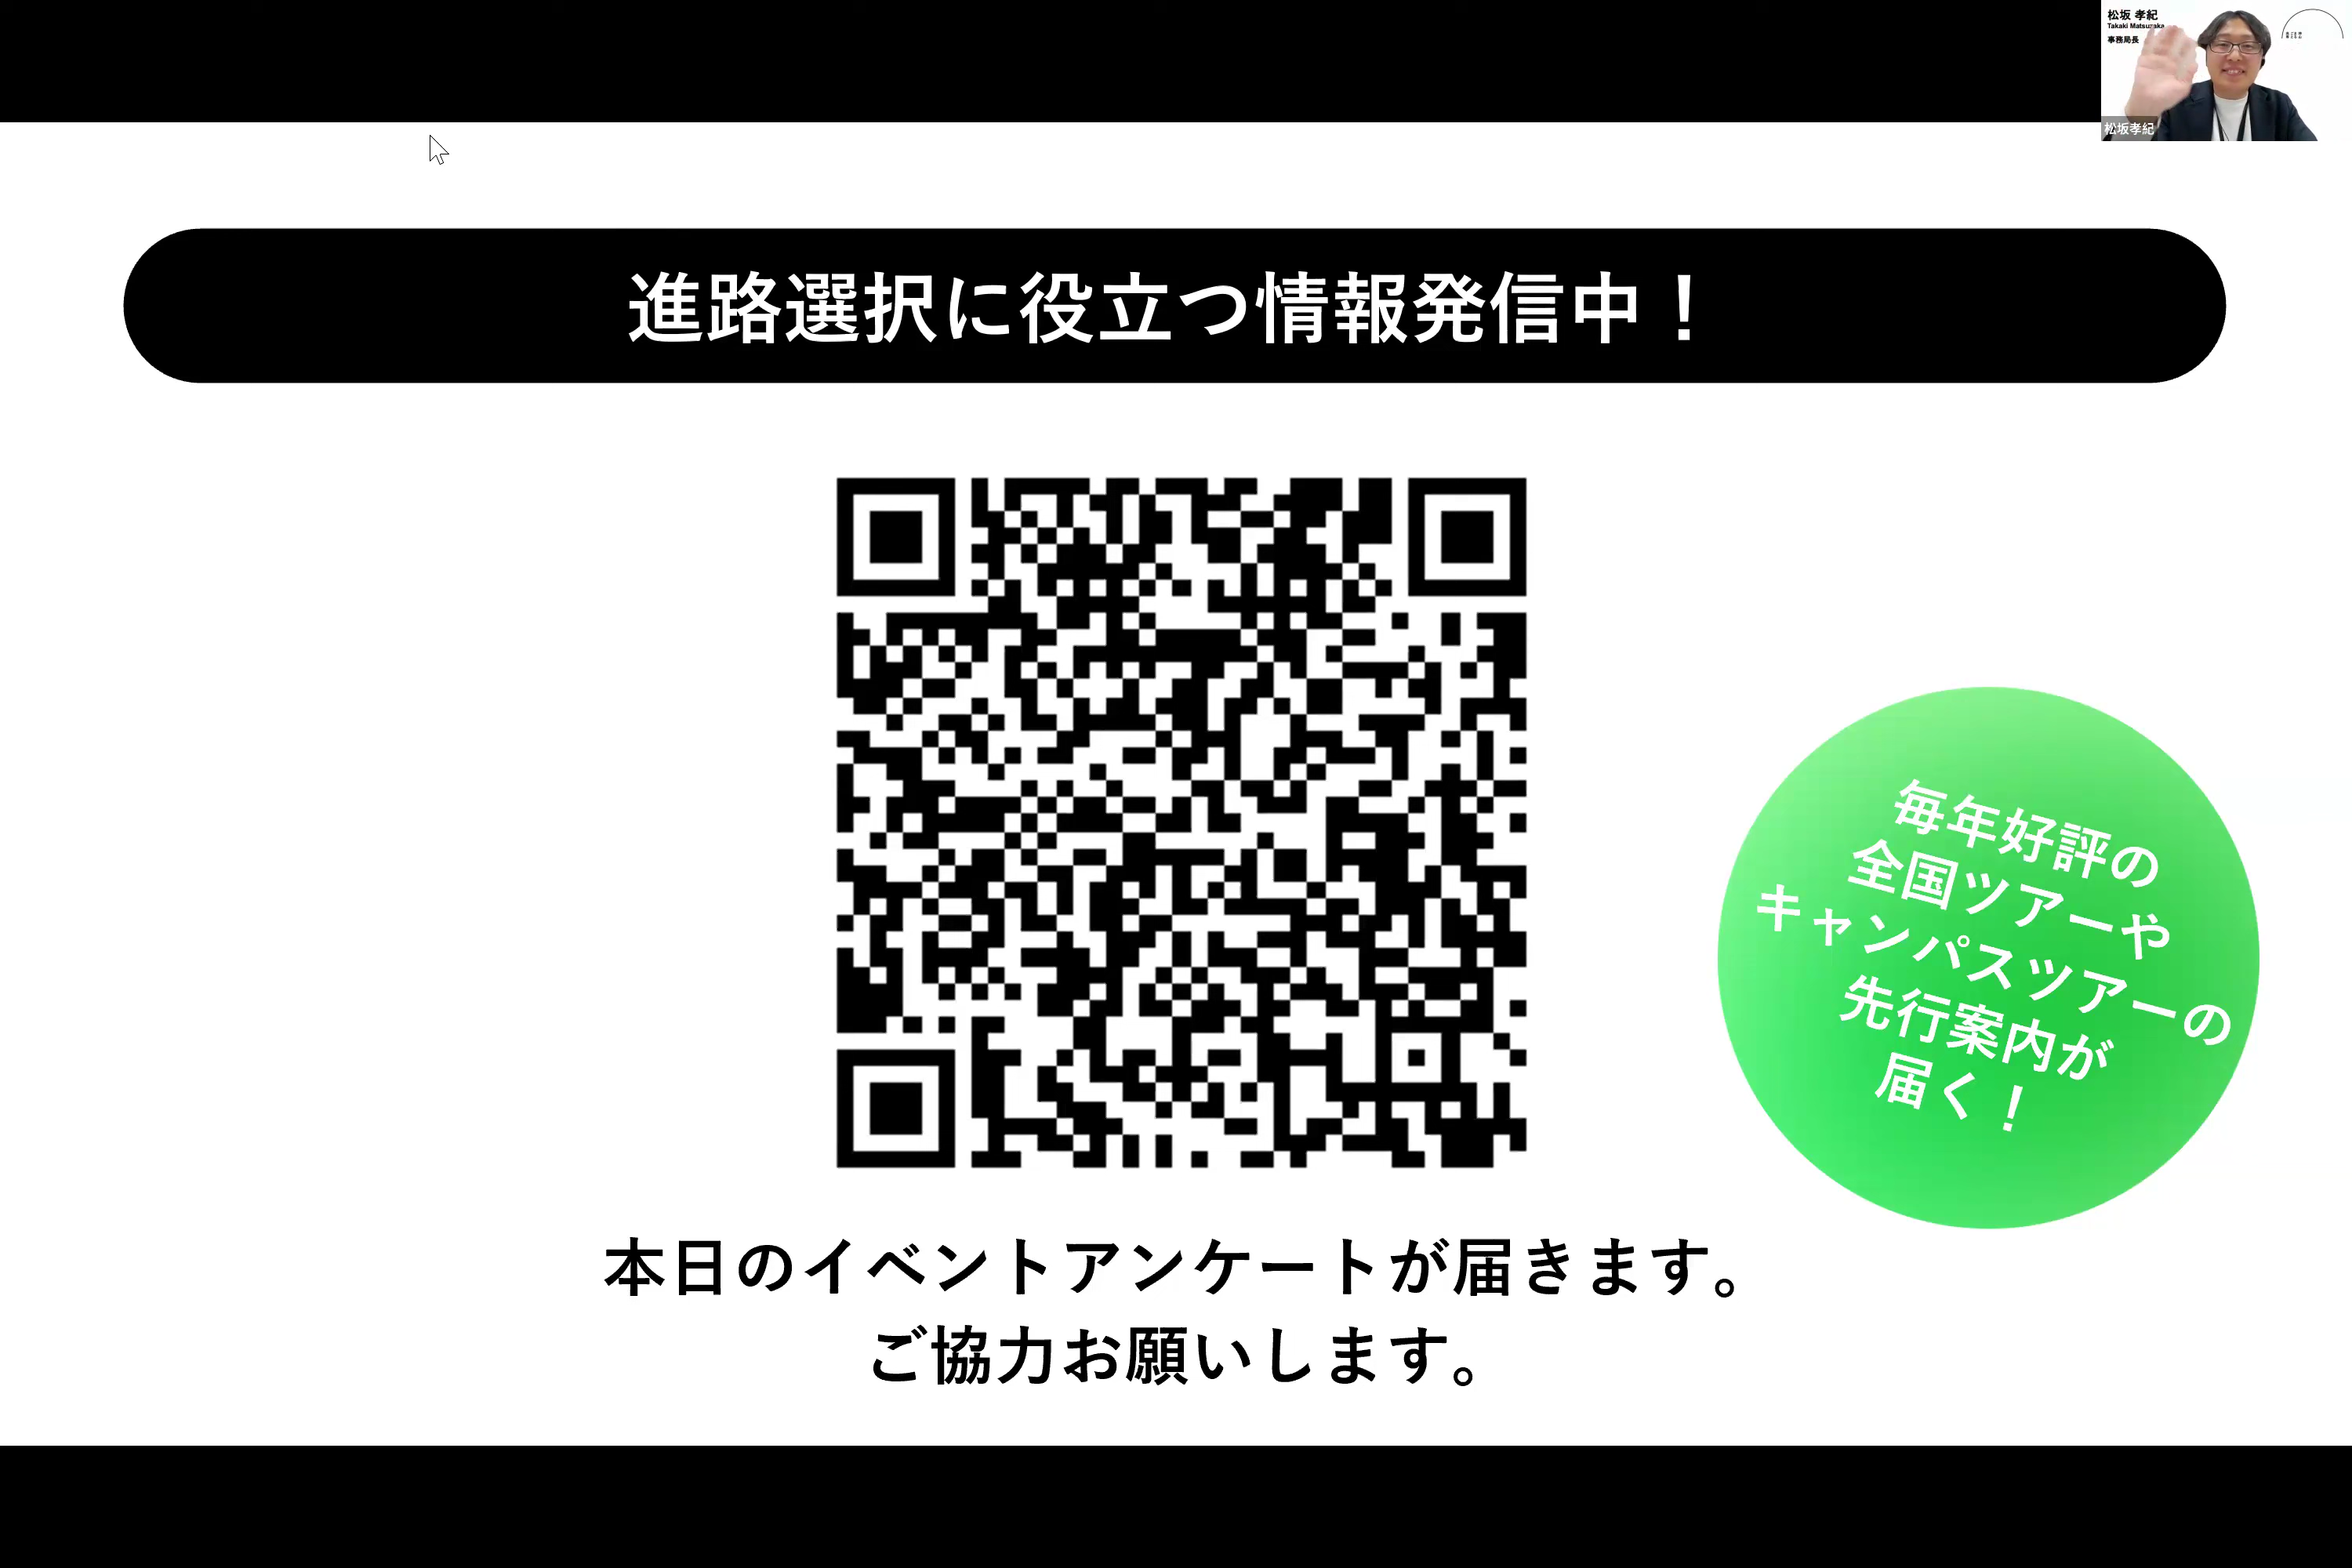 松坂 孝紀
Takaki Matsuzaka
事務局長
松坂孝紀
進路選択に役立つ情報発信中！
毎年好評の
全国ツアーや
キャンパスツアーの
先行案内が
届く！
本日のイベントアンケートが届きます。
ご協力お願いします。